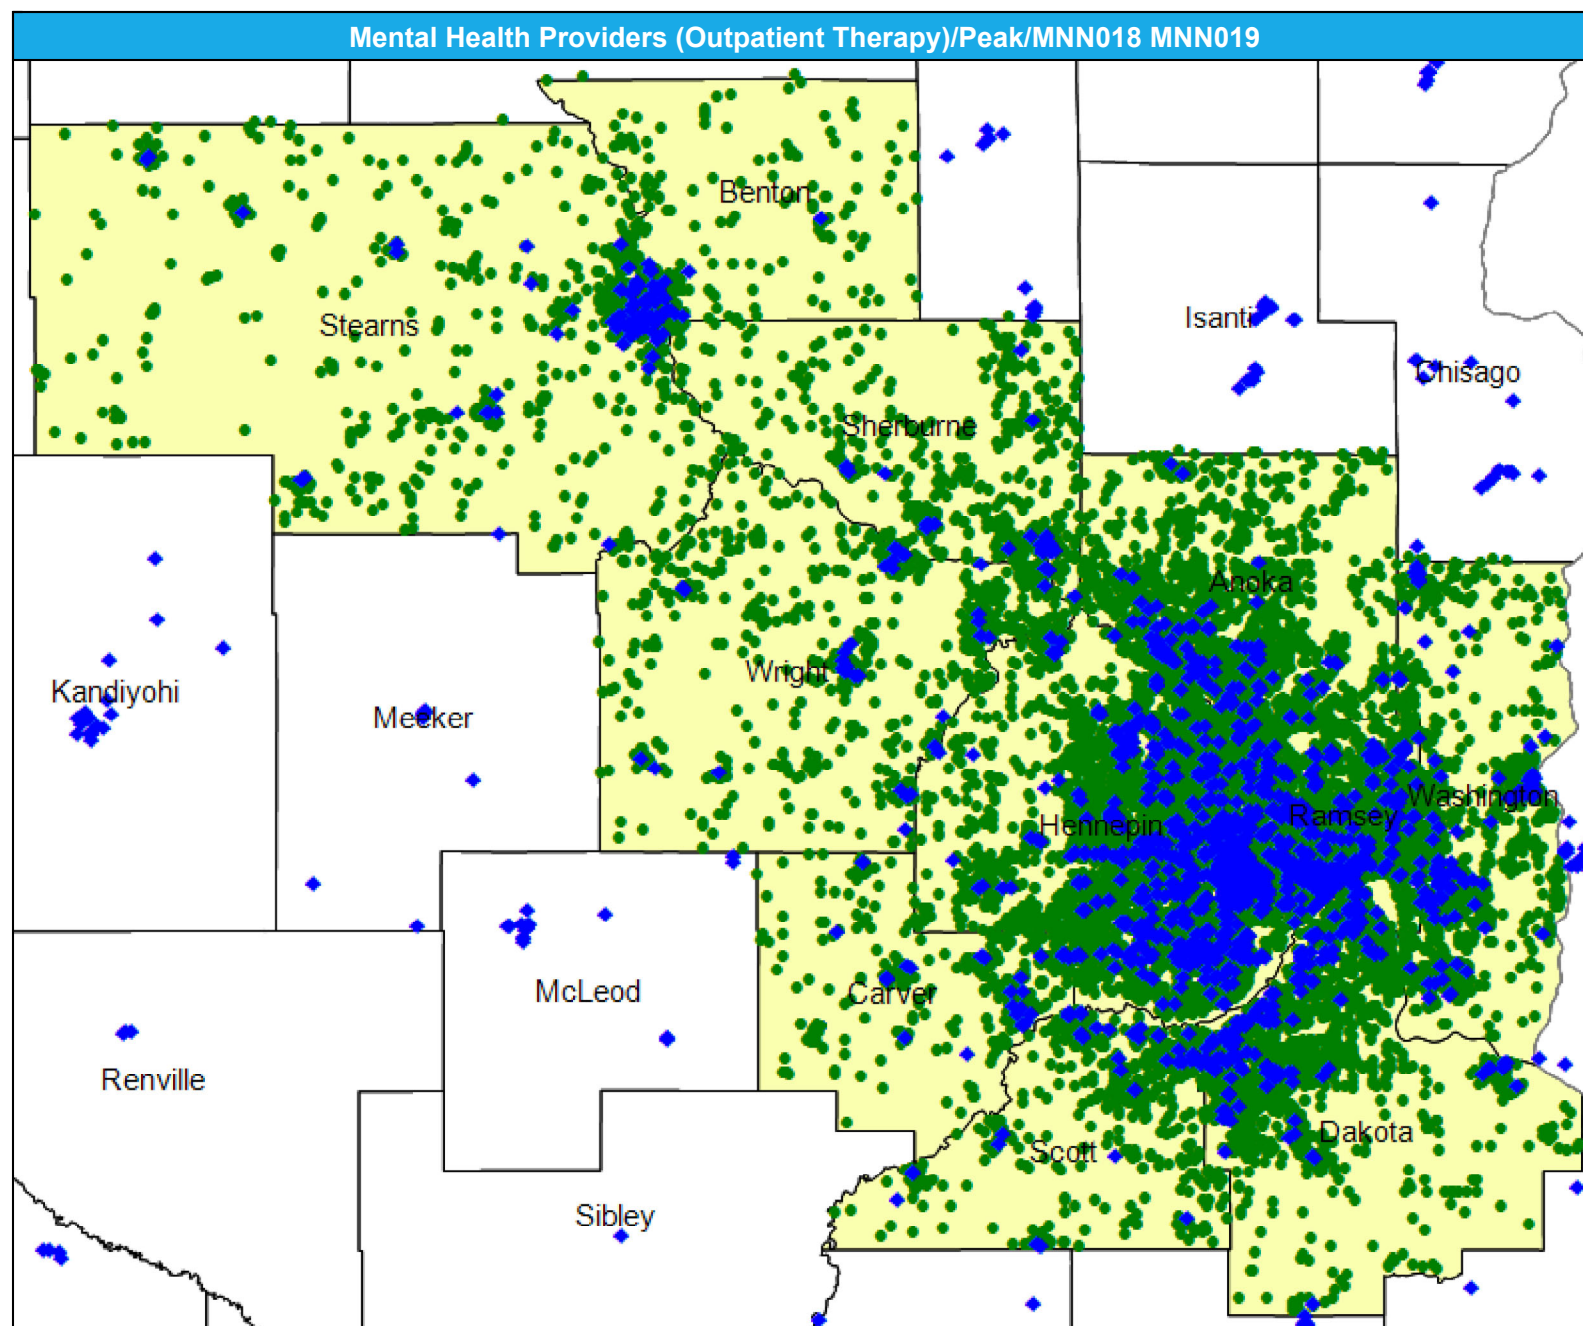 Mental Health Providers (Outpatient Therapy)/Peak/MNN018 MNN019
Benton
Stearns
Isanti
Chisago
Sherburne
Anoka
Wright
Kandiyohi
Meeker
Washington
Ramsey
Hennepin
McLeod
Carver
Renville
Dakota
Scott
Sibley